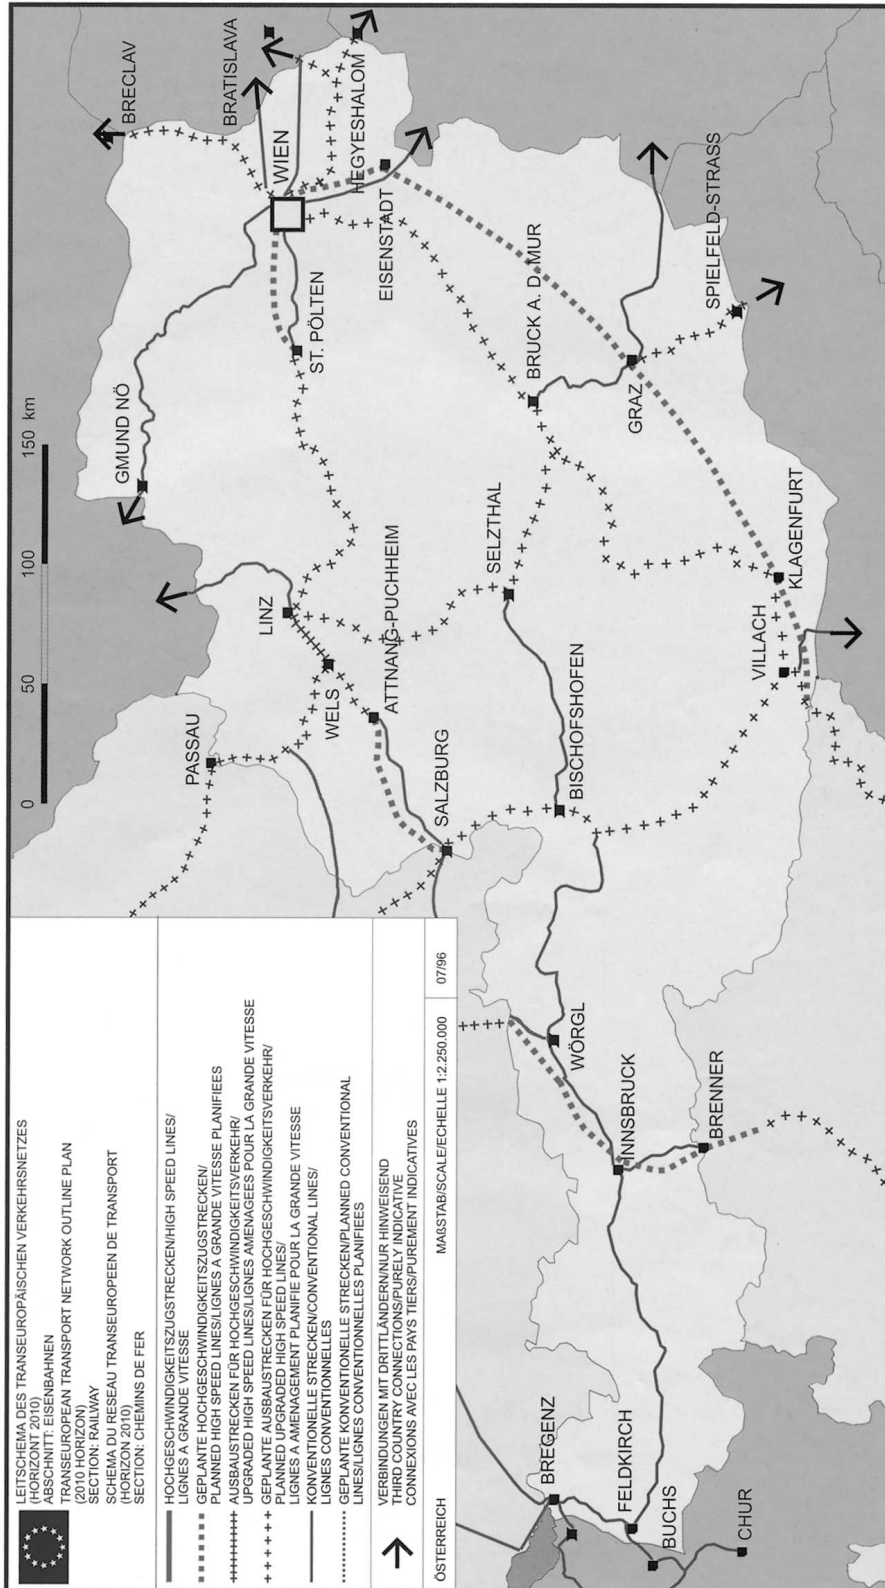 LEITSCHEMA DES TRANSEUROPÄISCHEN VERKEHRSNETZES
(HORIZONT 2010)
ABSCHNITT: EISENBAHNEN
TRANSEUROPEAN TRANSPORT NETWORK OUTLINE PLAN
(2010 HORIZON)
SECTION: RAILWAY
SCHEMA DU RESEAU TRANSEUROPEEN DE TRANSPORT
(HORIZON 2010)
SECTION: CHEMINS DE FER
HOCHGESCHWINDIGKEITSZUGSTRECKEN/HIGH SPEED LINES/
LIGNES A GRANDE VITESSE
GEPLANTE HOCHGESCHWINDIGKEITSZUGSTRECKEN/
PLANNED HIGH SPEED LINES/LIGNES A GRANDE VITESSE PLANIFIEES
AUSBAUSTRECKEN FÜR HOCHGESCHWINDIGKEITSVERKEHR/
UPGRADED HIGH SPEED LINES/LIGNES AMENAGEES POUR LA GRANDE VITESSE
GEPLANTE AUSBAUSTRECKEN FÜR HOCHGESCHWINDIGKEITSVERKEHR/
PLANNED UPGRADED HIGH SPEED LINES/
LIGNES A AMENAGEMENT PLANIFIE POUR LA GRANDE VITESSE
KONVENTIONELLE STRECKEN/CONVENTIONAL LINES/
LIGNES CONVENTIONNELLES
GEPLANTE KONVENTIONELLE STRECKEN/PLANNED CONVENTIONAL
LINES/LIGNES CONVENTIONNELLES PLANIFIEES
VERBINDUNGEN MIT DRITTLÄNDERN/NUR HINWEISEND
THIRD COUNTRY CONNECTIONS/PURELY INDICATIVE
CONNEXIONS AVEC LES PAYS TIERS/PUREMENT INDICATIVES
ÖSTERREICH MAßSTAB/SCALE/ECHELLE 1:2.250.000 07/96
0 50 100 150 km
BRECLAV
BRATISLAVA
GMUND NÖ
WIEN
HEGYESHALOM
PASSAU
LINZ
ST. PÖLTEN
EISENSTADT
WELS
ATTNANG-PUCHHEIM
SALZBURG
SELZTHAL
BRUCK A. D. MUR
BISCHOFSHOFEN
WÖRGL
GRAZ
SPIELFELD-STRASS
BREGENZ
INNSBRUCK
FELDKIRCH
BRENNER
VILLACH
KLAGENFURT
BUCHS
CHUR